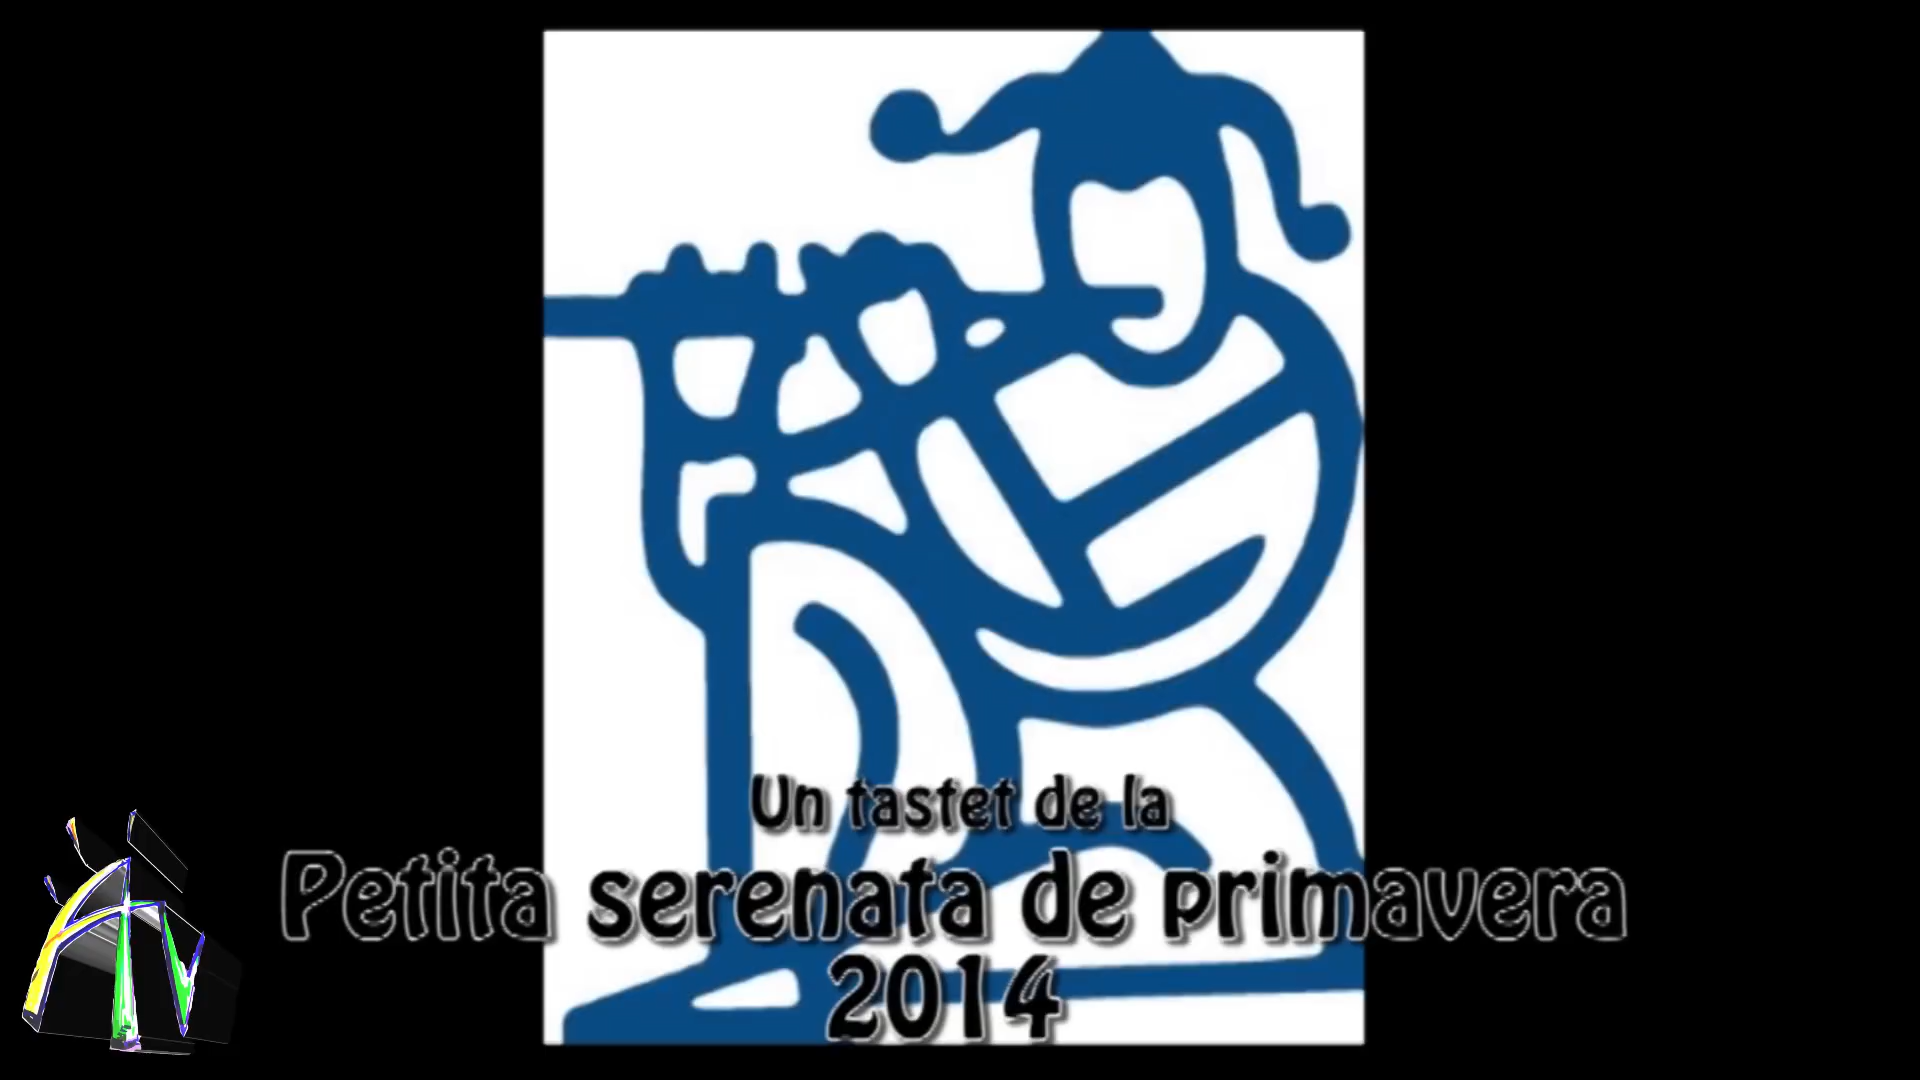 Un tastet de la
Petita serenata de primavera
2014